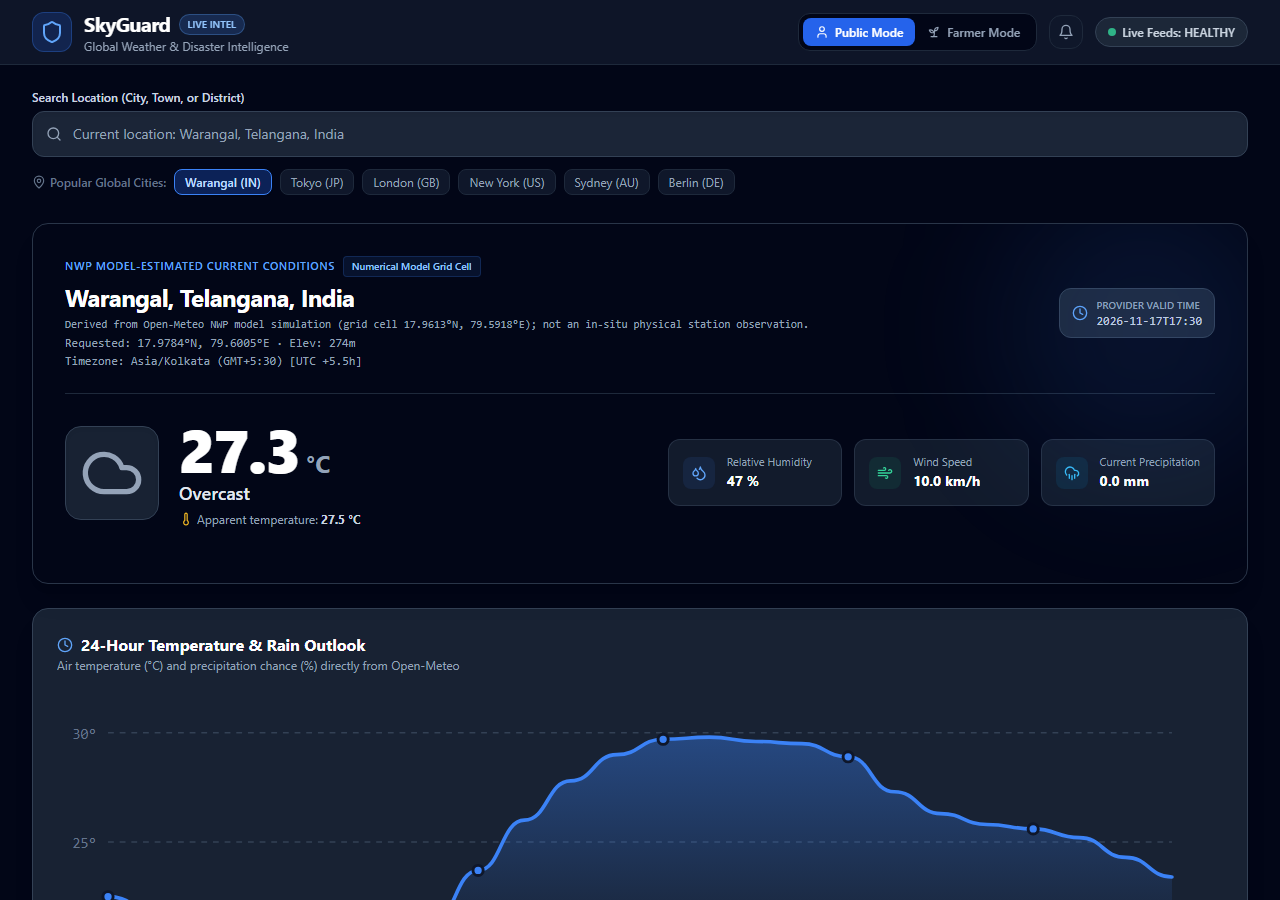 SkyGuard LIVE INTEL
Global Weather & Disaster Intelligence
Public Mode
Farmer Mode
Live Feeds: HEALTHY
Search Location (City, Town, or District)
Current location: Warangal, Telangana, India
Popular Global Cities: Warangal (IN) Tokyo (JP) London (GB) New York (US) Sydney (AU) Berlin (DE)
NWP MODEL-ESTIMATED CURRENT CONDITIONS Numerical Model Grid Cell
Warangal, Telangana, India
Derived from Open-Meteo NWP model simulation (grid cell 17.9613°N, 79.5918°E); not an in-situ physical station observation.
Requested: 17.9784°N, 79.6005°E · Elev: 274m
Timezone: Asia/Kolkata (GMT+5:30) [UTC +5.5h]
PROVIDER VALID TIME
2026-11-17T17:30
27.3 °C
Overcast
Apparent temperature: 27.5 °C
Relative Humidity
47 %
Wind Speed
10.0 km/h
Current Precipitation
0.0 mm
24-Hour Temperature & Rain Outlook
Air temperature (°C) and precipitation chance (%) directly from Open-Meteo
30°
25°